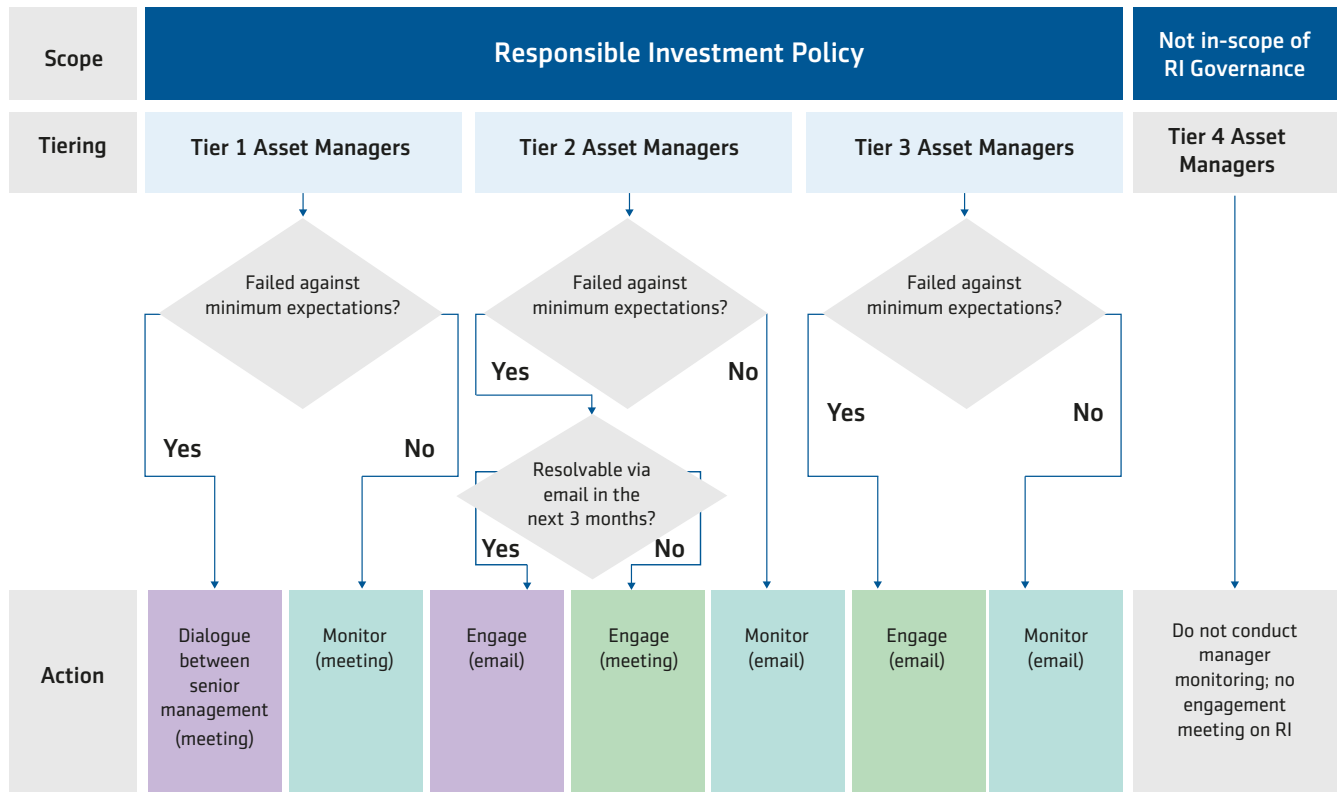 Scope
Responsible Investment Policy
Not in-scope of
RI Governance
Tiering
Tier 1 Asset Managers
Tier 2 Asset Managers
Tier 3 Asset Managers
Tier 4 Asset
Managers
Failed against
minimum expectations?
Failed against
minimum expectations?
Failed against
minimum expectations?
Yes
No
Yes
No
Yes
No
Resolvable via
email in the
next 3 months?
Yes
No
Action
Dialogue
between
senior
management
(meeting)
Monitor
(meeting)
Engage
(email)
Engage
(meeting)
Monitor
(email)
Engage
(email)
Monitor
(email)
Do not conduct
manager
monitoring; no
engagement
meeting on RI